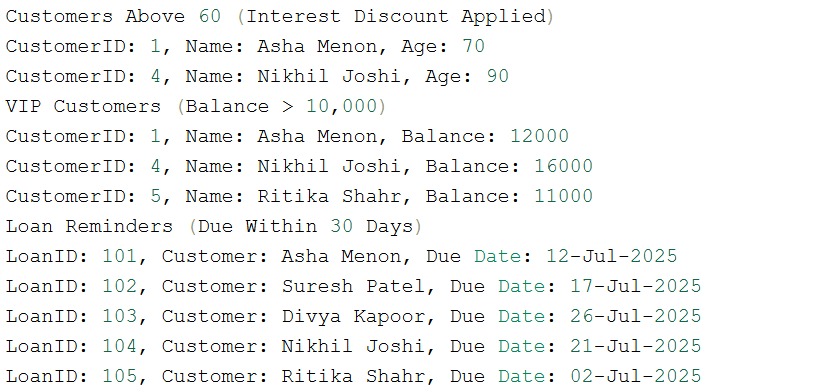 Customers Above 60 (Interest Discount Applied)
CustomerID: 1, Name: Asha Menon, Age: 70
CustomerID: 4, Name: Nikhil Joshi, Age: 90
VIP Customers (Balance > 10,000)
CustomerID: 1, Name: Asha Menon, Balance: 12000
CustomerID: 4, Name: Nikhil Joshi, Balance: 16000
CustomerID: 5, Name: Ritika Shahr, Balance: 11000
Loan Reminders (Due Within 30 Days)
LoanID: 101, Customer: Asha Menon, Due Date: 12-Jul-2025
LoanID: 102, Customer: Suresh Patel, Due Date: 17-Jul-2025
LoanID: 103, Customer: Divya Kapoor, Due Date: 26-Jul-2025
LoanID: 104, Customer: Nikhil Joshi, Due Date: 21-Jul-2025
LoanID: 105, Customer: Ritika Shahr, Due Date: 02-Jul-2025